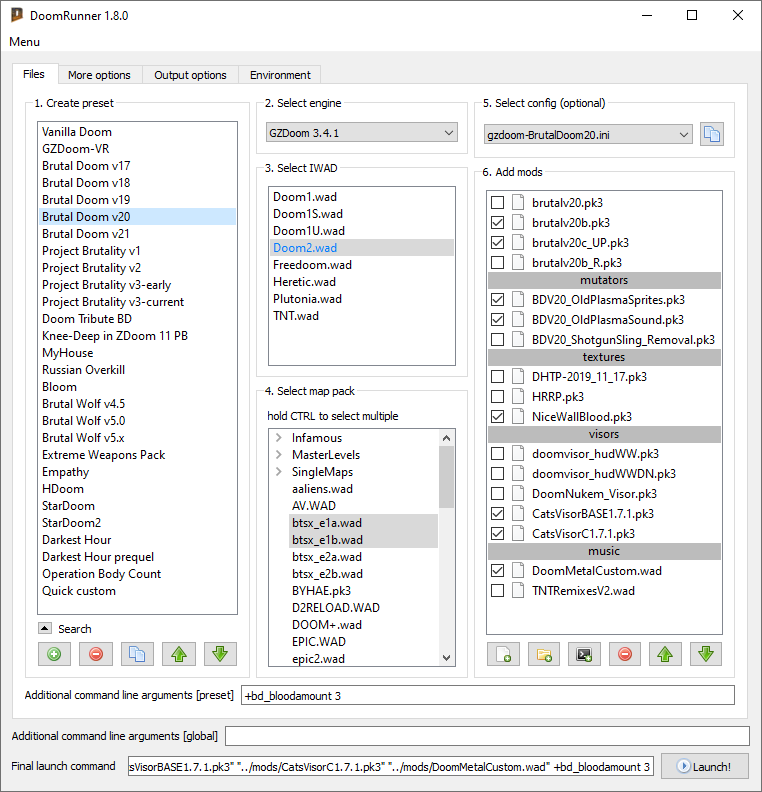 DoomRunner 1.8.0
Menu
Files
More options
Output options
Environment
1. Create preset
Vanilla Doom
GZDoom-VR
Brutal Doom v17
Brutal Doom v18
Brutal Doom v19
Brutal Doom v20
Brutal Doom v21
Project Brutality v1
Project Brutality v2
Project Brutality v3-early
Project Brutality v3-current
Doom Tribute BD
Knee-Deep in ZDoom 11 PB
MyHouse
Russian Overkill
Bloom
Brutal Wolf v4.5
Brutal Wolf v5.0
Brutal Wolf v5.x
Extreme Weapons Pack
Empathy
HDoom
StarDoom
StarDoom2
Darkest Hour
Darkest Hour prequel
Operation Body Count
Quick custom
Search
2. Select engine
GZDoom 3.4.1
3. Select IWAD
Doom1.wad
Doom1S.wad
Doom1U.wad
Doom2.wad
Freedoom.wad
Heretic.wad
Plutonia.wad
TNT.wad
4. Select map pack
hold CTRL to select multiple
Infamous
MasterLevels
SingleMaps
aaliens.wad
AV.WAD
btsx_e1a.wad
btsx_e1b.wad
btsx_e2a.wad
btsx_e2b.wad
BYHAE.pk3
D2RELOAD.WAD
DOOM+.wad
EPIC.WAD
epic2.wad
5. Select config (optional)
gzdoom-BrutalDoom20.ini
6. Add mods
brutalv20.pk3
brutalv20b.pk3
brutalv20c_UP.pk3
brutalv20b_R.pk3
mutators
BDV20_OldPlasmaSprites.pk3
BDV20_OldPlasmaSound.pk3
BDV20_ShotgunSling_Removal.pk3
textures
DHTP-2019_11_17.pk3
HRRP.pk3
NiceWallBlood.pk3
visors
doomvisor_hudWW.pk3
doomvisor_hudWWDN.pk3
DoomNukem_Visor.pk3
CatsVisorBASE1.7.1.pk3
CatsVisorC1.7.1.pk3
music
DoomMetalCustom.wad
TNTRemixesV2.wad
Additional command line arguments [preset]
+bd_bloodamount 3
Additional command line arguments [global]
Final launch command
sVisorBASE1.7.1.pk3" "../mods/CatsVisorC1.7.1.pk3" "../mods/DoomMetalCustom.wad" +bd_bloodamount 3
Launch!